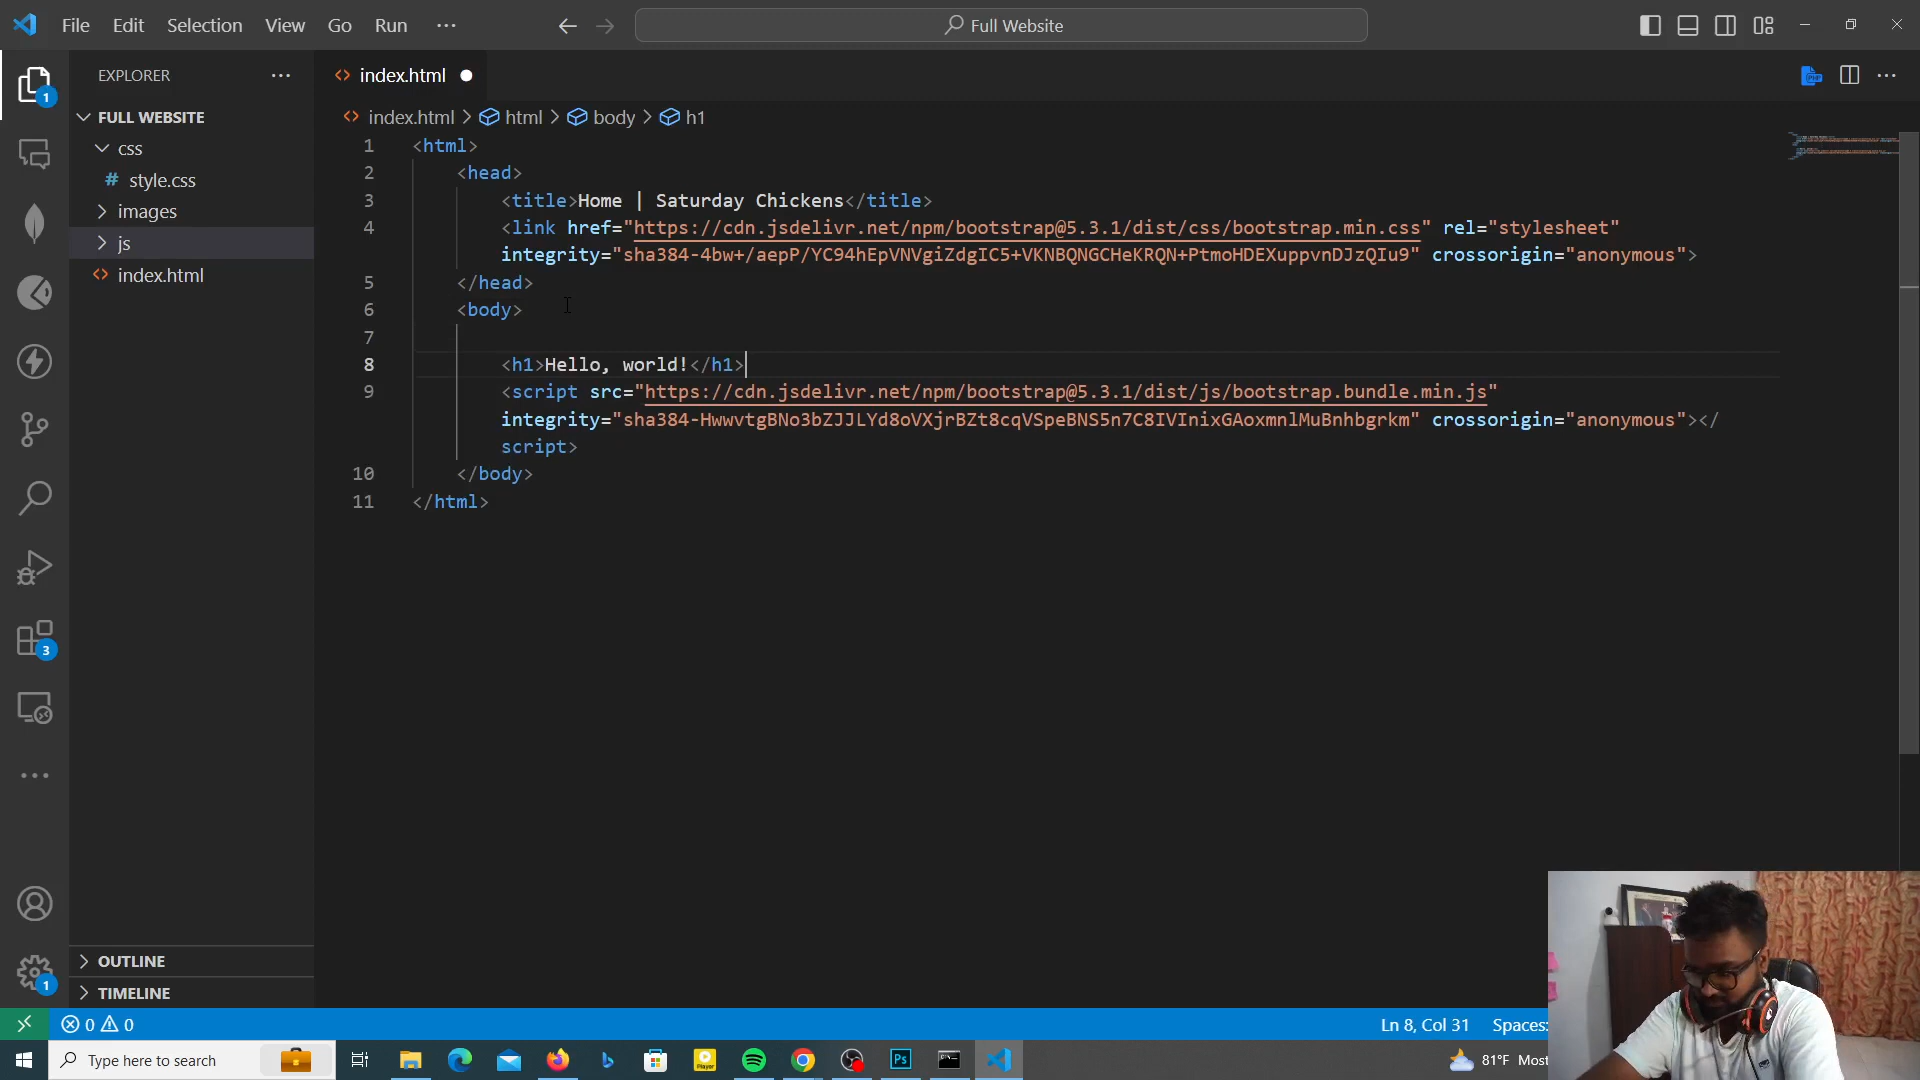 File Edit Selection View Go Run ··· Full Website
EXPLORER ··· index.html
FULL WEBSITE
index.html > html > body > h1
css
# style.css
images
js
index.html
1 <html>
2 <head>
3 <title>Home | Saturday Chickens</title>
4 <link href="https://cdn.jsdelivr.net/npm/bootstrap@5.3.1/dist/css/bootstrap.min.css" rel="stylesheet"
integrity="sha384-4bw+/aepP/YC94hEpVNVgiZdgIC5+VKNBQNGCHeKRQN+PtmoHDEXuppvnDJzQIu9" crossorigin="anonymous">
5 </head>
6 <body>
7
8 <h1>Hello, world!</h1>
9 <script src="https://cdn.jsdelivr.net/npm/bootstrap@5.3.1/dist/js/bootstrap.bundle.min.js"
integrity="sha384-HwwvtgBNo3bZJJLYd8oVXjrBZt8cqVSpeBNS5n7C8IVInixGAoxmnlMuBnhbgrkm" crossorigin="anonymous"></
script>
10 </body>
11 </html>
1
3
1
OUTLINE
TIMELINE
0 0 Ln 8, Col 31 Spaces:
Type here to search
Player
Ps
81°F Most